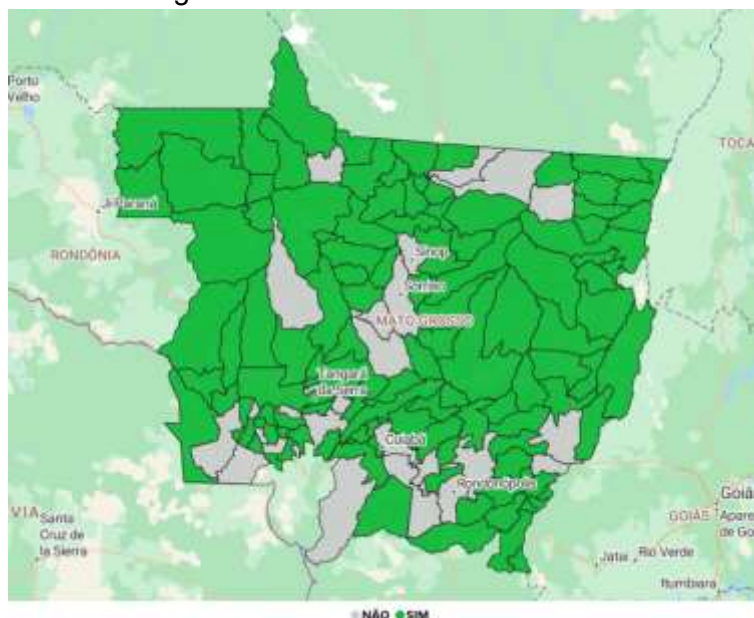 Porto
Velho
TOCA
Ji-Paraná
RONDÔNIA
Sinop
Sorriso
MATO GROSSO
Tangará
da Serra
Cuiabá
Rondonópolis
VIA
Santa
Cruz de
la Sierra
GOIÁS
Goiâ
Apare
de Go
Jataí
Rio Verde
Itumbiara
NÃO SIM